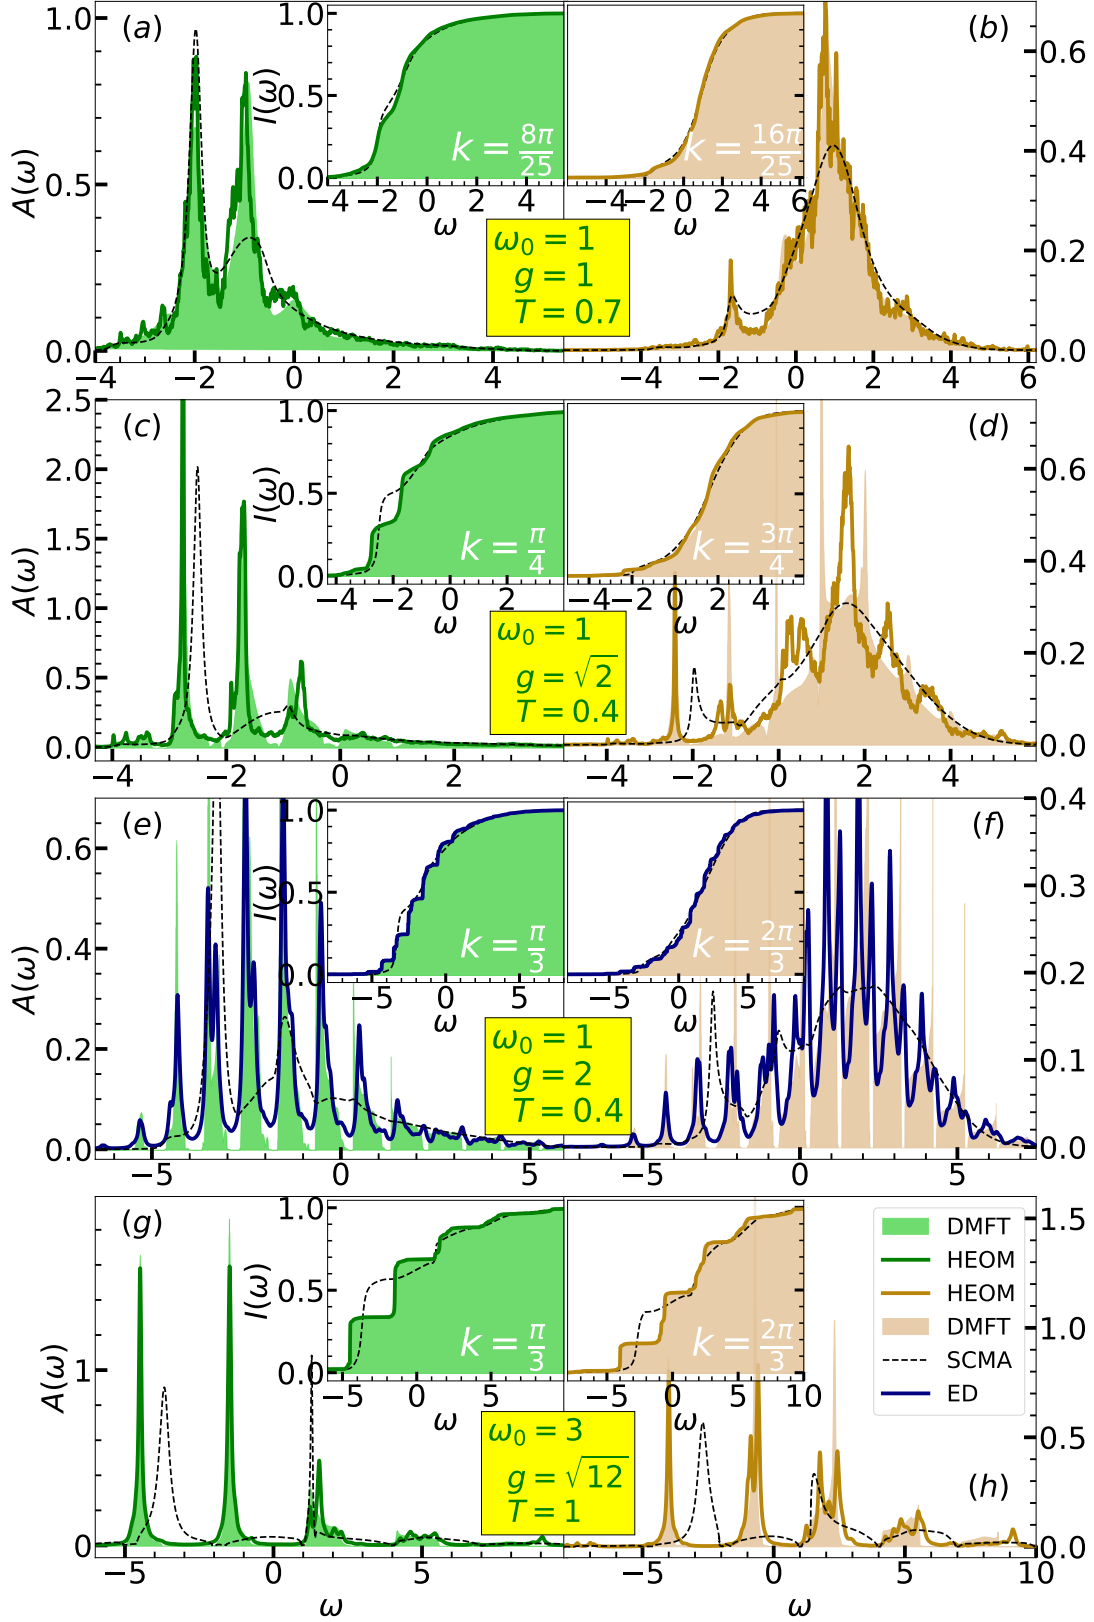 (a)
(b)
A(ω)
1.0
0.5
0.0
−4 −2 0 2 4
I(ω)
1.0
0.5
0.0
−4 −2 0 2 4
ω
k = 8π/25
−4 −2 0 2 4 6
ω
k = 16π/25
0.6
0.4
0.2
0.0
−4 −2 0 2 4 6
ω₀ = 1
g = 1
T = 0.7
(c)
(d)
A(ω)
2.5
2.0
1.5
1.0
0.5
0.0
−4 −2 0 2
I(ω)
1.0
0.5
0.0
−4 −2 0 2
ω
k = π/4
−4 −2 0 2 4
ω
k = 3π/4
0.6
0.4
0.2
0.0
−4 −2 0 2 4
ω₀ = 1
g = √2
T = 0.4
(e)
(f)
A(ω)
0.6
0.4
0.2
0.0
−5 0 5
I(ω)
1.0
0.5
0.0
−5 0 5
ω
k = π/3
−5 0 5
ω
k = 2π/3
0.4
0.3
0.2
0.1
0.0
−5 0 5
ω₀ = 1
g = 2
T = 0.4
(g)
(h)
A(ω)
1
0
−5 0 5
ω
I(ω)
1.0
0.5
0.0
−5 0 5
ω
k = π/3
−5 0 5 10
ω
k = 2π/3
1.5
1.0
0.5
0.0
−5 0 5 10
ω
ω₀ = 3
g = √12
T = 1
DMFT
HEOM
HEOM
DMFT
SCMA
ED